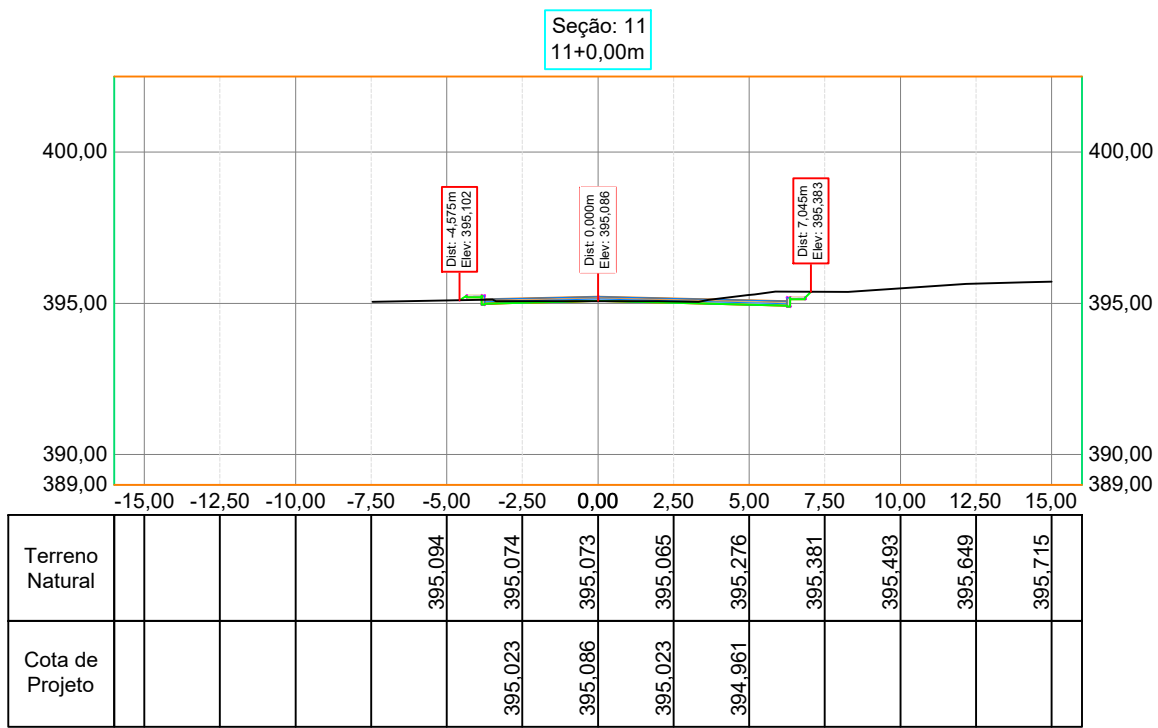 Seção: 11
11+0,00m
400,00
400,00
Dist: -4,575m
Elev: 395,102
Dist: 0,000m
Elev: 395,086
Dist: 7,045m
Elev: 395,383
395,00
395,00
390,00
390,00
389,00
389,00
-15,00 -12,50 -10,00 -7,50 -5,00 -2,50 0,00 2,50 5,00 7,50 10,00 12,50 15,00
Terreno
Natural
395,094 395,074 395,073 395,065 395,276 395,381 395,493 395,649 395,715
Cota de
Projeto
395,023 395,086 395,023 394,961